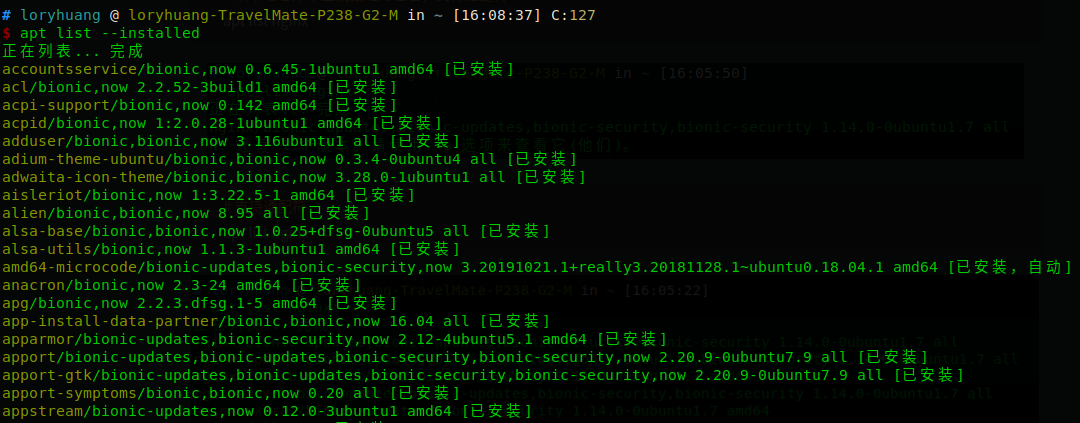 # loryhuang @ loryhuang-TravelMate-P238-G2-M in ~ [16:08:37] C:127
$ apt list --installed
正在列表... 完成
accountsservice/bionic,now 0.6.45-1ubuntu1 amd64 [已安装]
acl/bionic,now 2.2.52-3build1 amd64 [已安装]
acpi-support/bionic,now 0.142 amd64 [已安装]
acpid/bionic,now 1:2.0.28-1ubuntu1 amd64 [已安装]
adduser/bionic,bionic,now 3.116ubuntu1 all [已安装]
adium-theme-ubuntu/bionic,bionic,now 0.3.4-0ubuntu4 all [已安装]
adwaita-icon-theme/bionic,bionic,now 3.28.0-1ubuntu1 all [已安装]
aisleriot/bionic,now 1:3.22.5-1 amd64 [已安装]
alien/bionic,bionic,now 8.95 all [已安装]
alsa-base/bionic,bionic,now 1.0.25+dfsg-0ubuntu5 all [已安装]
alsa-utils/bionic,now 1.1.3-1ubuntu1 amd64 [已安装]
amd64-microcode/bionic-updates,bionic-security,now 3.20191021.1+really3.20181128.1~ubuntu0.18.04.1 amd64 [已安装，自动]
anacron/bionic,now 2.3-24 amd64 [已安装]
apg/bionic,now 2.2.3.dfsg.1-5 amd64 [已安装]
app-install-data-partner/bionic,bionic,now 16.04 all [已安装]
apparmor/bionic-updates,bionic-security,now 2.12-4ubuntu5.1 amd64 [已安装]
apport/bionic-updates,bionic-updates,bionic-security,bionic-security,now 2.20.9-0ubuntu7.9 all [已安装]
apport-gtk/bionic-updates,bionic-updates,bionic-security,bionic-security,now 2.20.9-0ubuntu7.9 all [已安装]
apport-symptoms/bionic,bionic,now 0.20 all [已安装]
appstream/bionic-updates,now 0.12.0-3ubuntu1 amd64 [已安装]